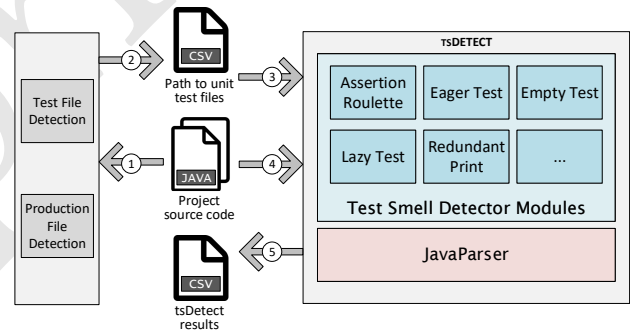 TSDETECT
2
CSV
3
Path to unit
test files
Test File
Detection
Assertion
Roulette
Eager Test
Empty Test
1
JAVA
4
Project
source code
Lazy Test
Redundant
Print
...
Test Smell Detector Modules
Production
File
Detection
CSV
5
tsDetect
results
JavaParser